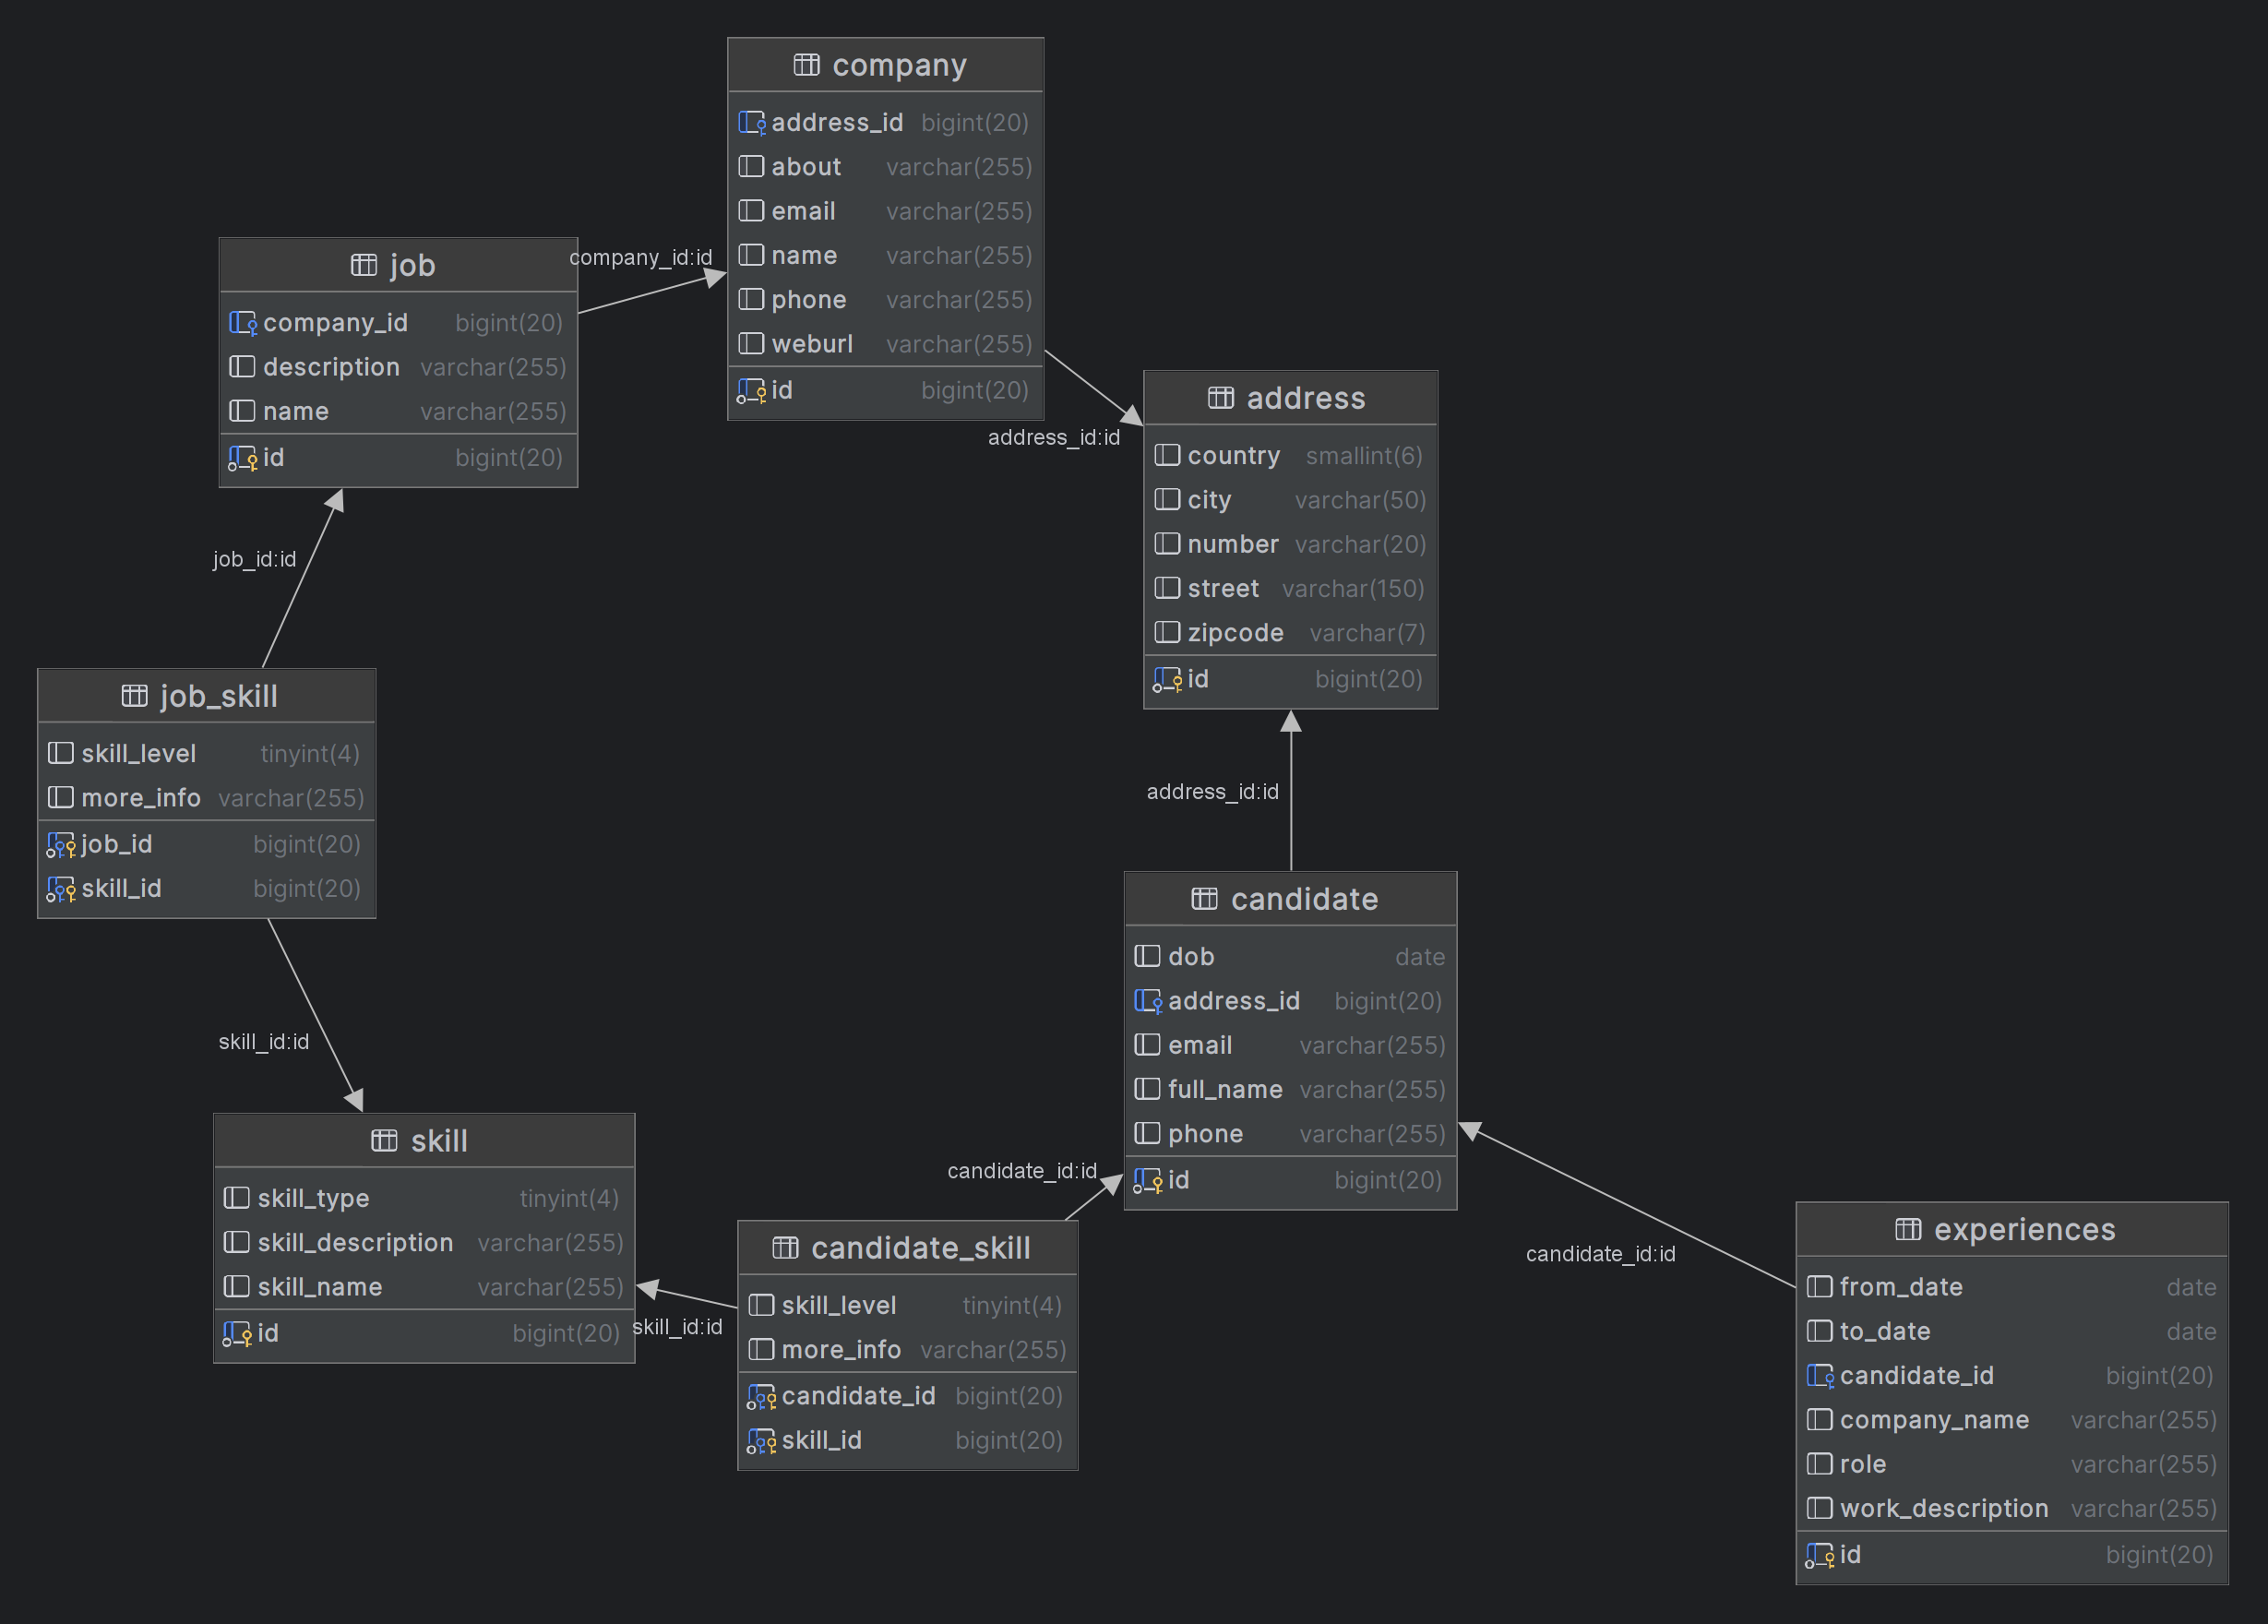 company
address_id bigint(20)
about varchar(255)
email varchar(255)
name varchar(255)
phone varchar(255)
weburl varchar(255)
id bigint(20)
company_id:id
job
company_id bigint(20)
description varchar(255)
name varchar(255)
id bigint(20)
address_id:id
address
country smallint(6)
city varchar(50)
number varchar(20)
street varchar(150)
zipcode varchar(7)
id bigint(20)
job_id:id
job_skill
skill_level tinyint(4)
more_info varchar(255)
job_id bigint(20)
skill_id bigint(20)
address_id:id
candidate
dob date
address_id bigint(20)
email varchar(255)
full_name varchar(255)
phone varchar(255)
id bigint(20)
skill_id:id
skill
skill_type tinyint(4)
skill_description varchar(255)
skill_name varchar(255)
id bigint(20)
skill_id:id
candidate_id:id
candidate_skill
skill_level tinyint(4)
more_info varchar(255)
candidate_id bigint(20)
skill_id bigint(20)
candidate_id:id
experiences
from_date date
to_date date
candidate_id bigint(20)
company_name varchar(255)
role varchar(255)
work_description varchar(255)
id bigint(20)